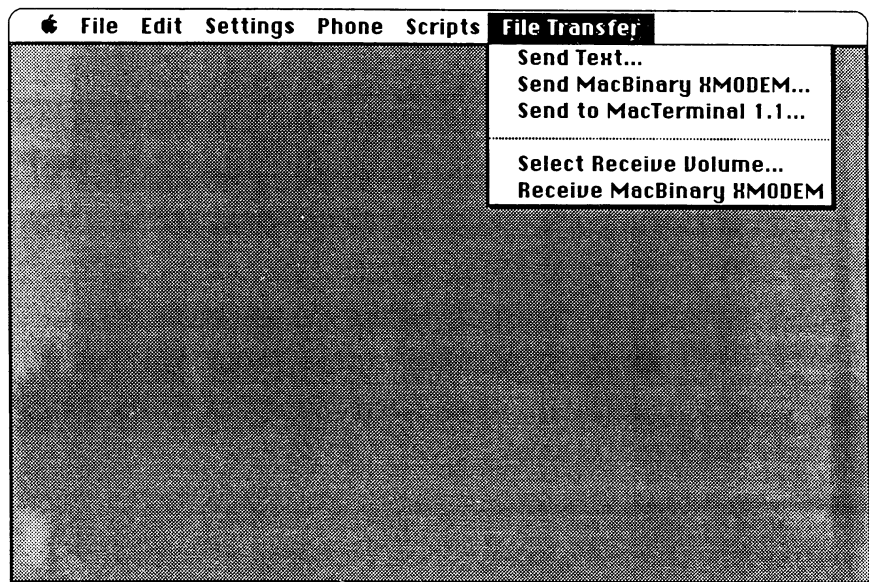 File Edit Settings Phone Scripts File Transfer
Send Text...
Send MacBinary XMODEM...
Send to MacTerminal 1.1...
Select Receive Volume...
Receive MacBinary XMODEM